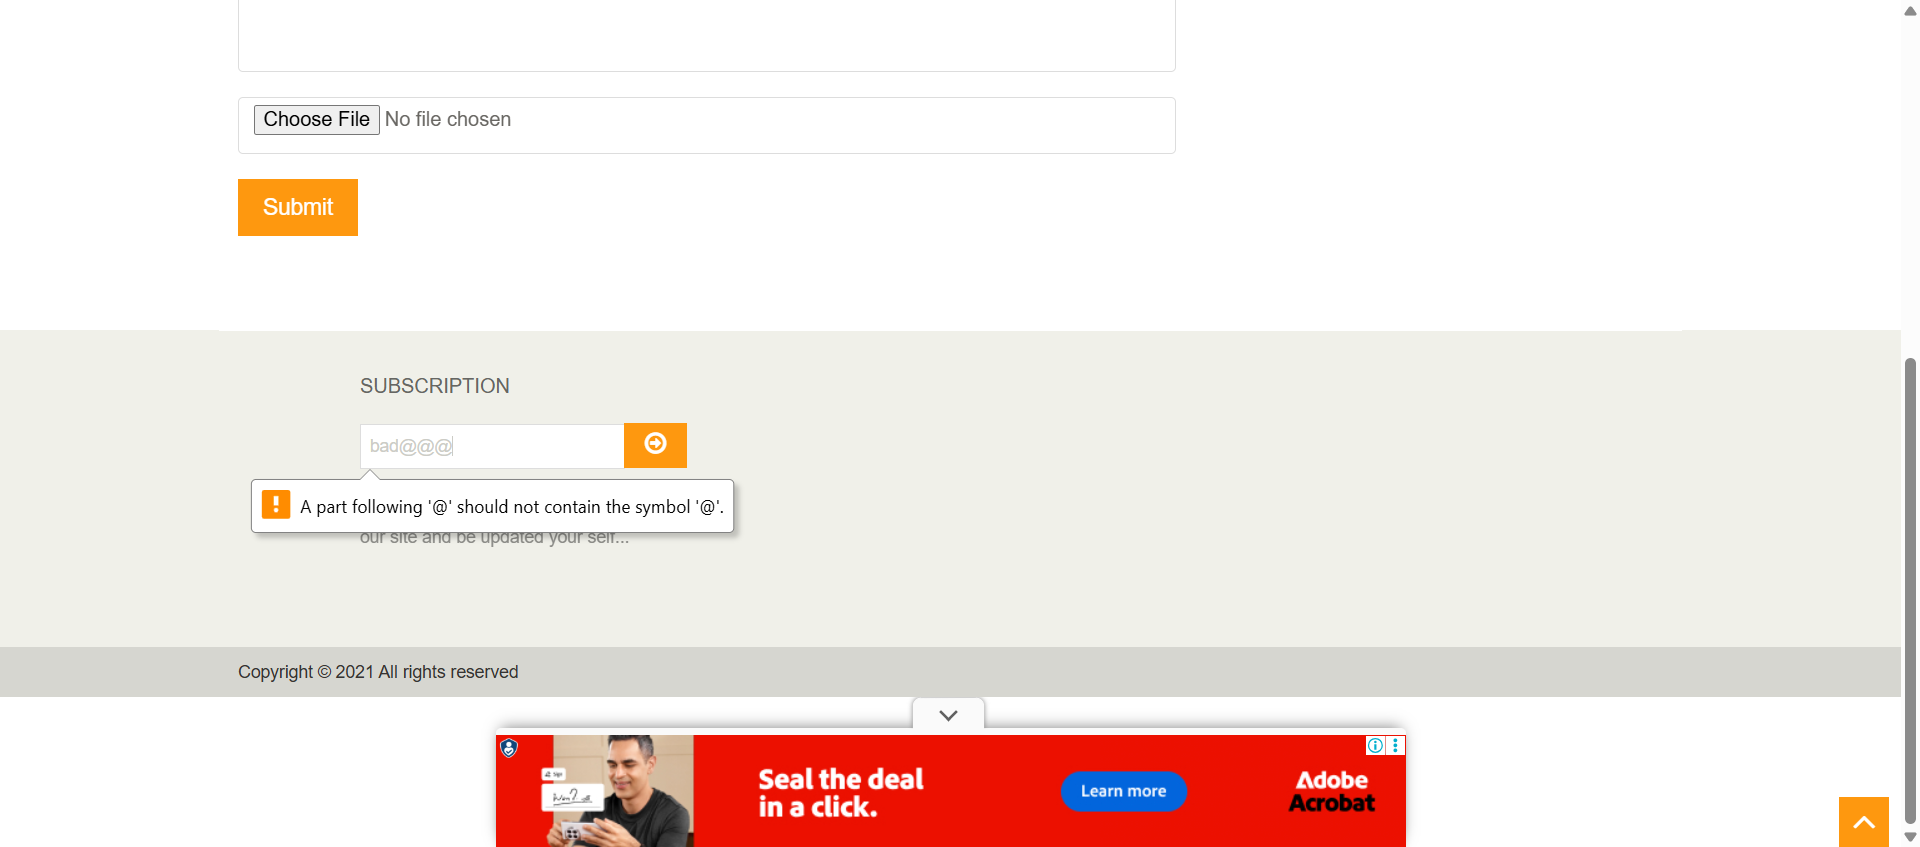 Choose File No file chosen
Submit
SUBSCRIPTION
bad@@@
A part following '@' should not contain the symbol '@'.
our site and be updated your self...
Copyright © 2021 All rights reserved
Sign
Seal the deal
in a click.
Learn more
Adobe
Acrobat